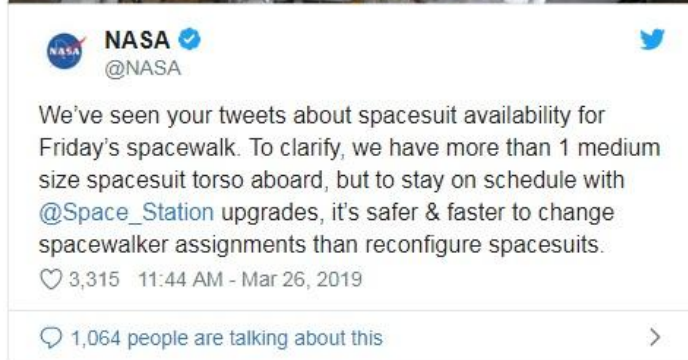 NASA
NASA
@NASA
We've seen your tweets about spacesuit availability for
Friday's spacewalk. To clarify, we have more than 1 medium
size spacesuit torso aboard, but to stay on schedule with
@Space_Station upgrades, it's safer & faster to change
spacewalker assignments than reconfigure spacesuits.
3,315 11:44 AM - Mar 26, 2019
1,064 people are talking about this